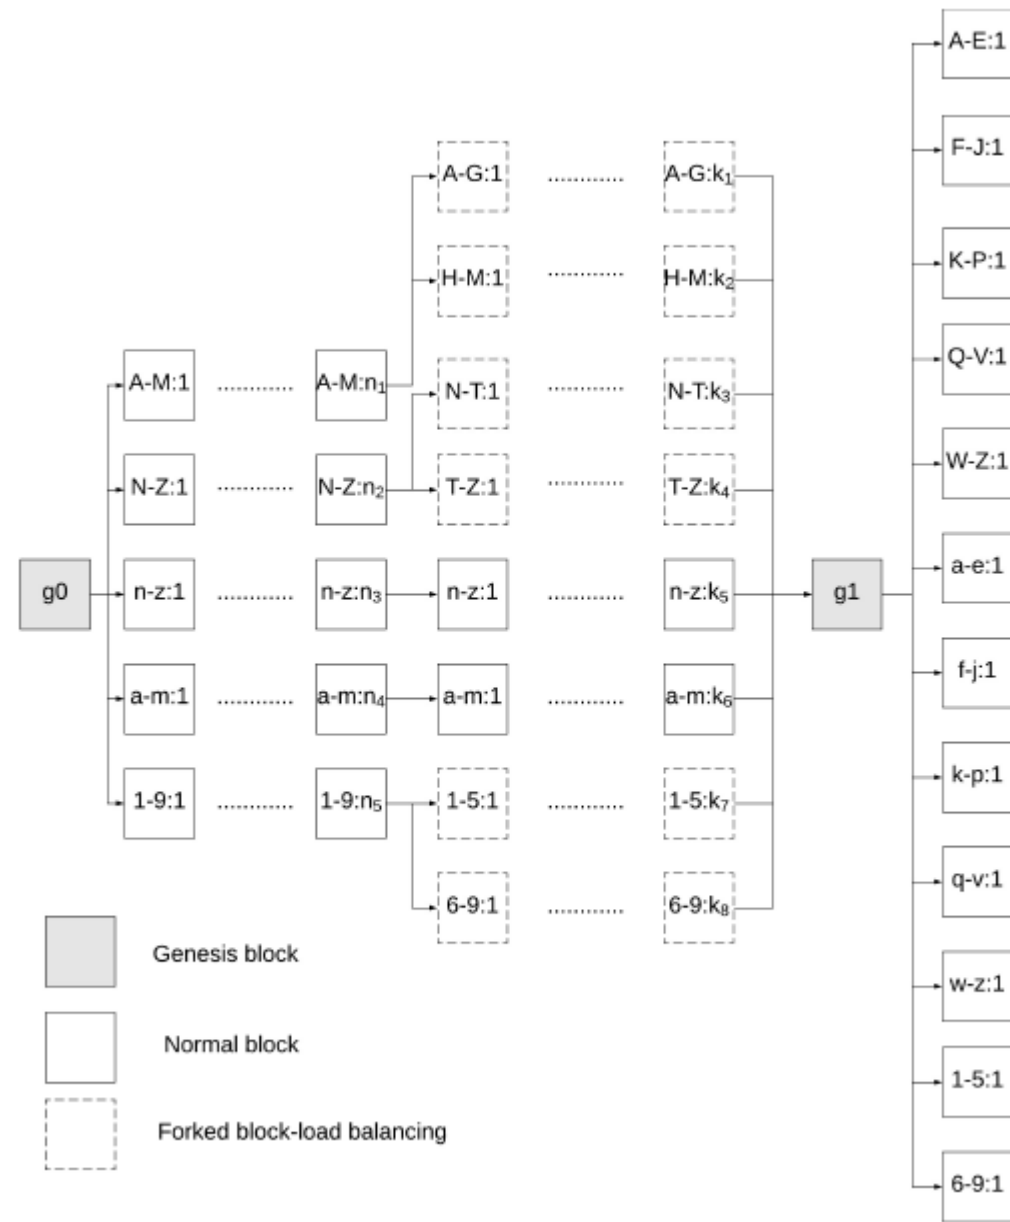 A-E:1
F-J:1
A-G:1 ............ A-G:k₁
K-P:1
H-M:1 ............ H-M:k₂
Q-V:1
A-M:1 ............ A-M:n₁
N-T:1 ............ N-T:k₃
W-Z:1
N-Z:1 ............ N-Z:n₂
T-Z:1 ............ T-Z:k₄
a-e:1
g0
n-z:1 ............ n-z:n₃
n-z:1 ............ n-z:k₅
g1
f-j:1
a-m:1 ............ a-m:n₄
a-m:1 ............ a-m:k₆
k-p:1
1-9:1 ............ 1-9:n₅
1-5:1 ............ 1-5:k₇
q-v:1
6-9:1 ............ 6-9:k₈
w-z:1
1-5:1
6-9:1
Genesis block
Normal block
Forked block-load balancing